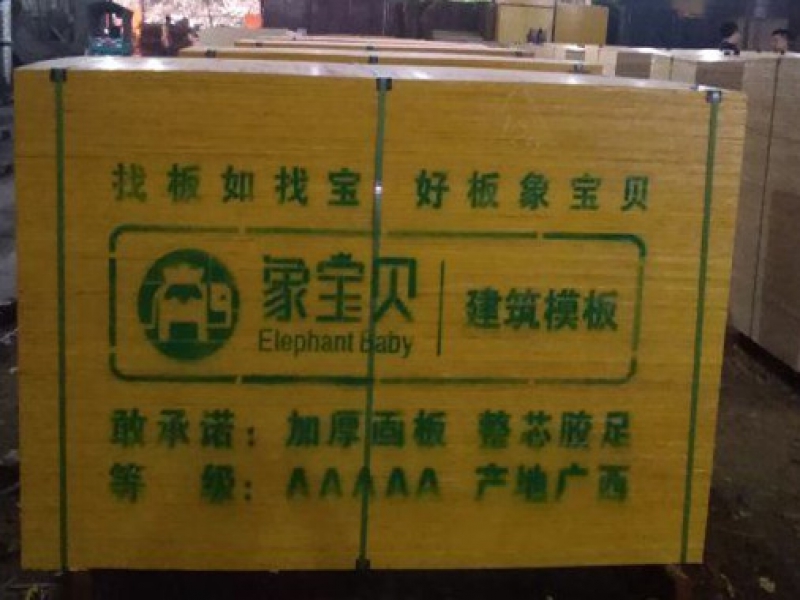 找板如找宝 好板象宝贝
象宝贝
Elephant Baby
建筑模板
敢承诺：加厚面板 整芯胶足
等级：AAAAA 产地广西